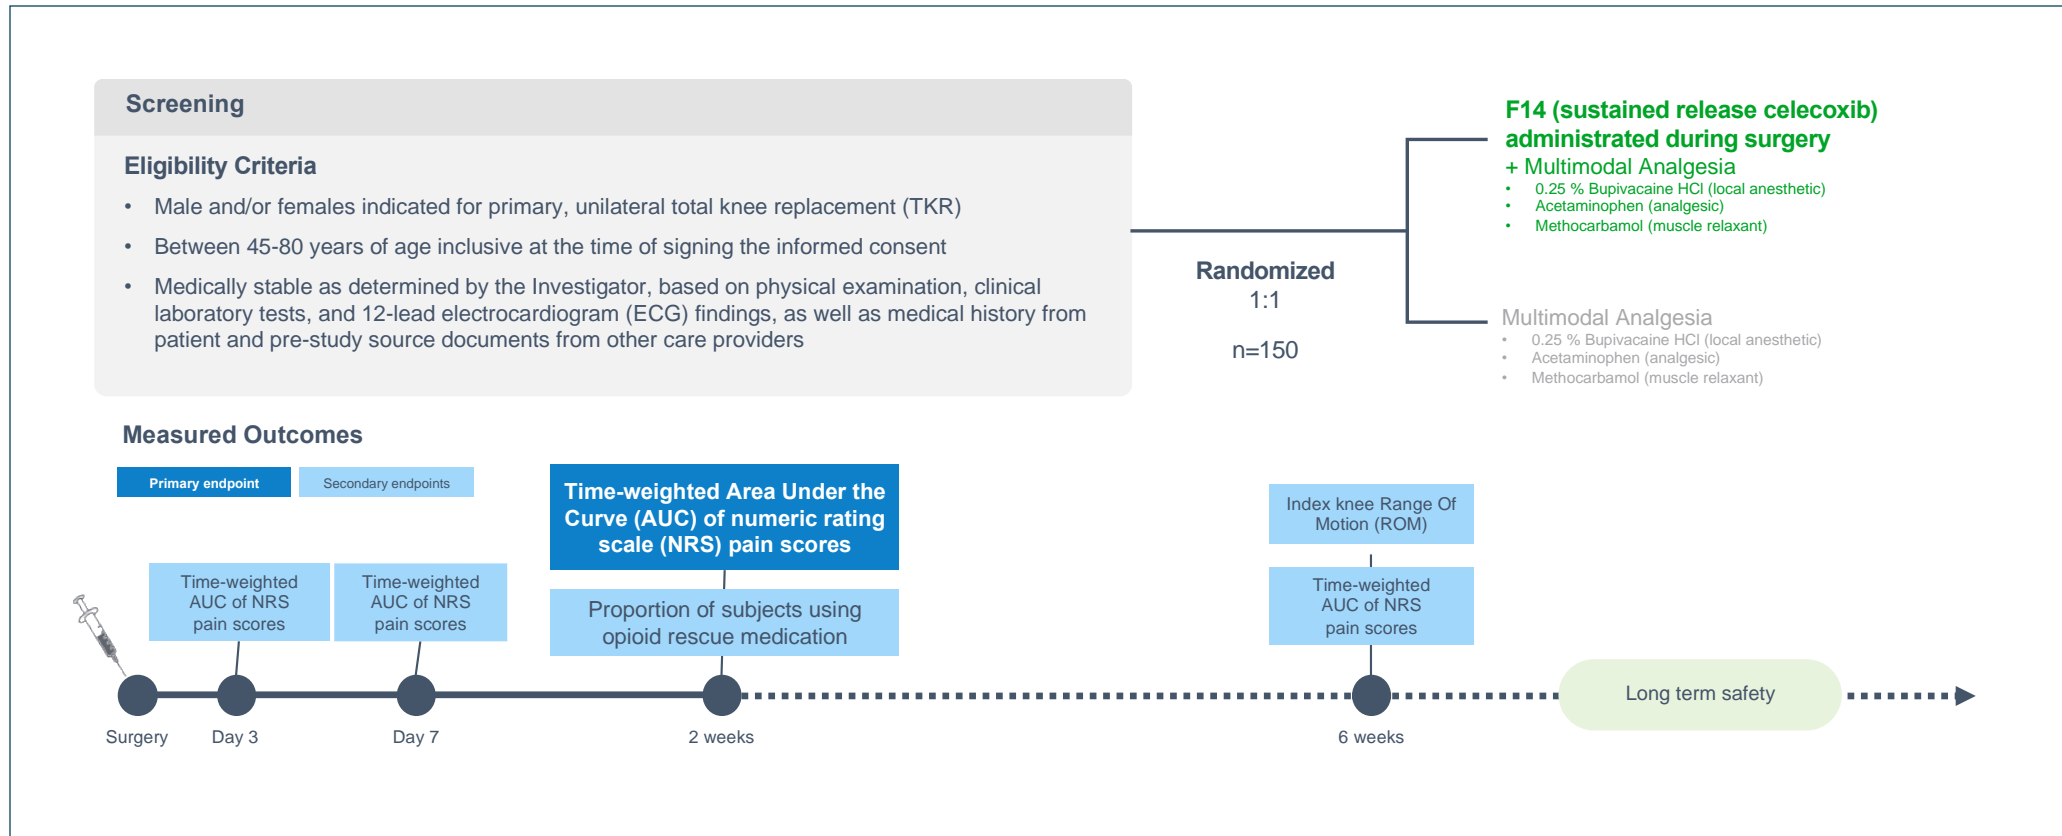 Screening
Eligibility Criteria
• Male and/or females indicated for primary, unilateral total knee replacement (TKR)
• Between 45-80 years of age inclusive at the time of signing the informed consent
• Medically stable as determined by the Investigator, based on physical examination, clinical
laboratory tests, and 12-lead electrocardiogram (ECG) findings, as well as medical history from
patient and pre-study source documents from other care providers
Randomized
1:1
n=150
F14 (sustained release celecoxib)
administrated during surgery
+ Multimodal Analgesia
• 0.25 % Bupivacaine HCl (local anesthetic)
• Acetaminophen (analgesic)
• Methocarbamol (muscle relaxant)
Multimodal Analgesia
• 0.25 % Bupivacaine HCl (local anesthetic)
• Acetaminophen (analgesic)
• Methocarbamol (muscle relaxant)
Measured Outcomes
Primary endpoint
Secondary endpoints
Time-weighted
AUC of NRS
pain scores
Time-weighted
AUC of NRS
pain scores
Time-weighted Area Under the
Curve (AUC) of numeric rating
scale (NRS) pain scores
Proportion of subjects using
opioid rescue medication
Index knee Range Of
Motion (ROM)
Time-weighted
AUC of NRS
pain scores
Long term safety
Surgery
Day 3
Day 7
2 weeks
6 weeks